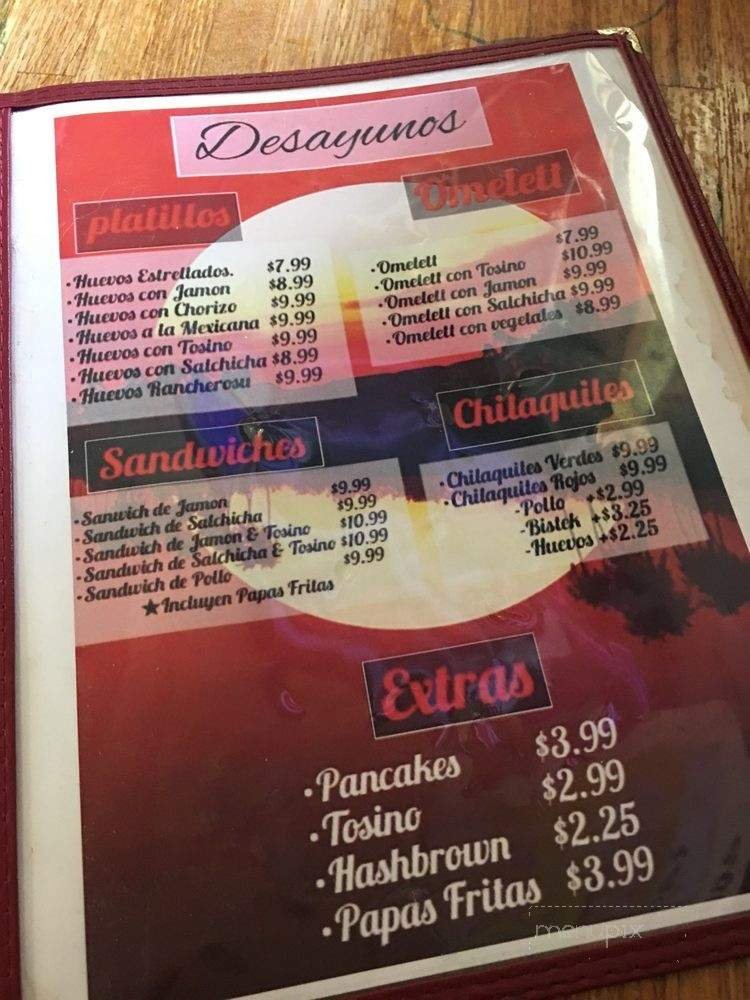 Desayunos
platillos
• Huevos Estrellados. $7.99
• Huevos con Jamon $8.99
• Huevos con Chorizo $9.99
• Huevos a la Mexicana $9.99
• Huevos con Tosino $9.99
• Huevos con Salchicha $8.99
• Huevos Rancherosu $9.99
Omelett
• Omelett $7.99
• Omelett con Tosino $10.99
• Omelett con Jamon $9.99
• Omelett con Salchicha $9.99
• Omelett con vegetales $8.99
Sandwiches
• Sanwich de Jamon $9.99
• Sandwich de Salchicha $9.99
• Sandwich de Jamon & Tosino $10.99
• Sandwich de Salchicha & Tosino $10.99
• Sandwich de Pollo $9.99
★Incluyen Papas Fritas
Chilaquiles
• Chilaquiles Verdes $9.99
• Chilaquiles Rojos $9.99
-Pollo +$2.99
-Bistek +$3.25
-Huevos +$2.25
Extras
• Pancakes $3.99
• Tosino $2.99
• Hashbrown $2.25
• Papas Fritas $3.99
menupix